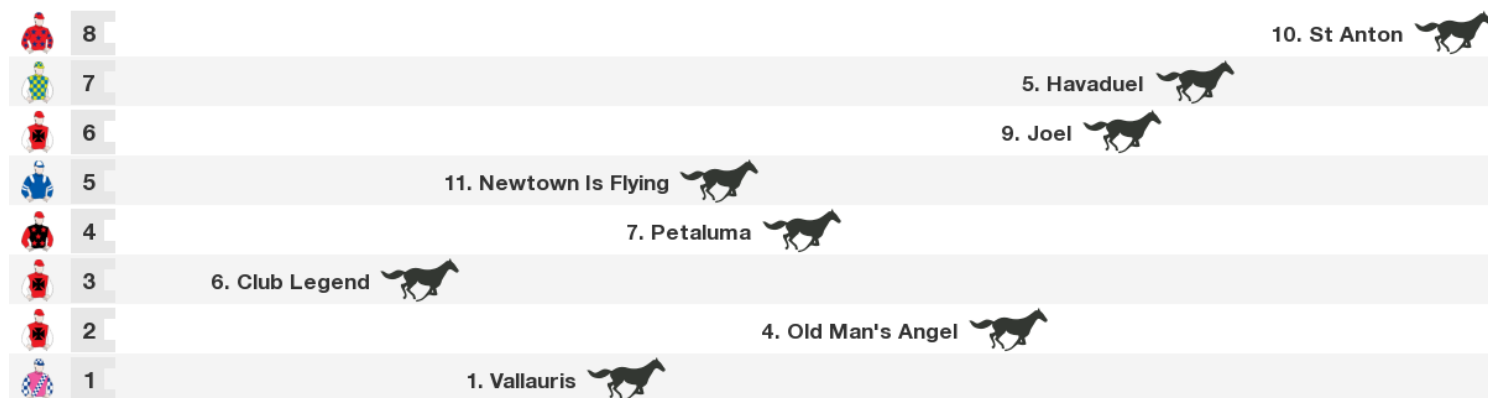 8 10. St Anton
7 5. Havaduel
6 9. Joel
5 11. Newtown Is Flying
4 7. Petaluma
3 6. Club Legend
2 4. Old Man's Angel
1 1. Vallauris